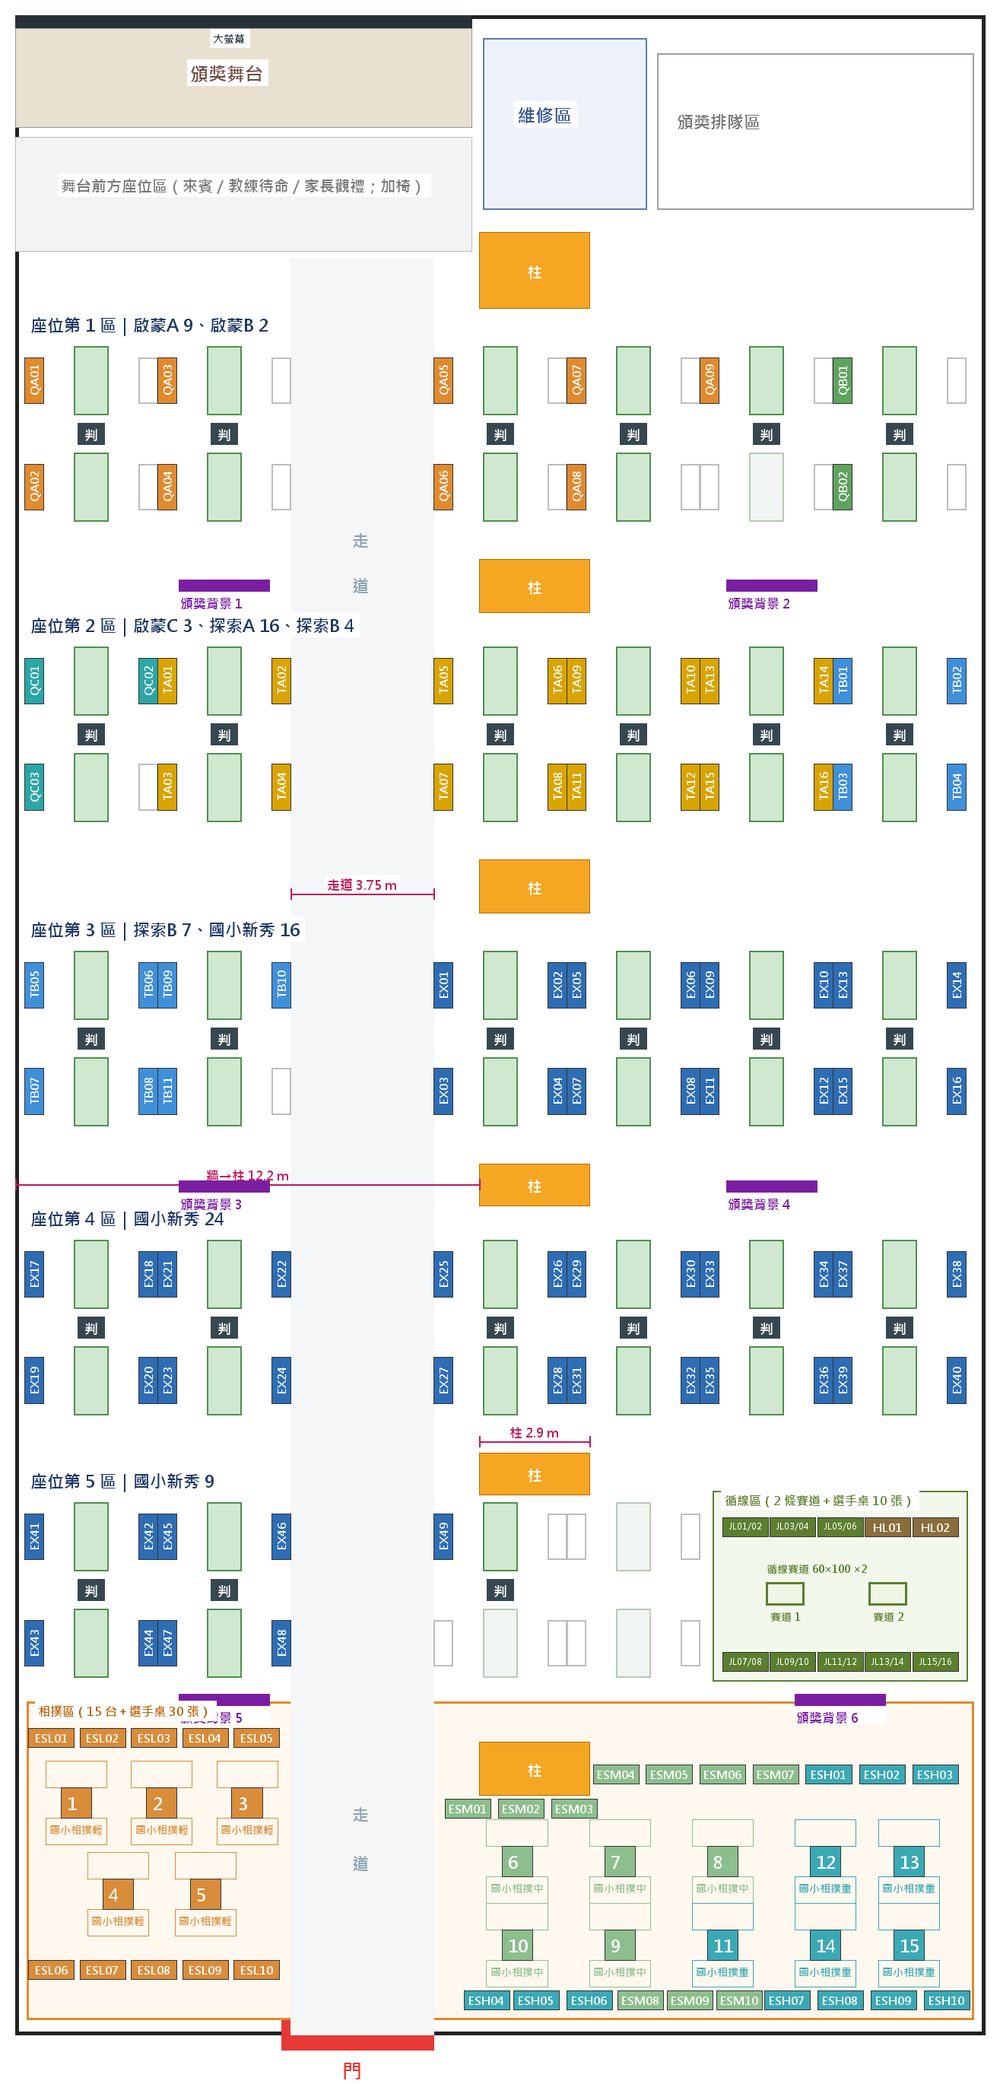 大螢幕
頒獎舞台
維修區
頒獎排隊區
舞台前方座位區（來賓 / 教練待命 / 家長觀禮；加椅）
柱
座位第 1 區｜啟蒙A 9、啟蒙B 2
QA01 QA03 QA05 QA07 QA09 QB01
判 判 判 判 判 判
QA02 QA04 QA06 QA08 QB02
走
道
柱
頒獎背景 1 頒獎背景 2
座位第 2 區｜啟蒙C 3、探索A 16、探索B 4
QC01 QC02 TA01 TA02 TA05 TA06 TA09 TA10 TA13 TA14 TB01 TB02
判 判 判 判 判 判
QC03 TA03 TA04 TA07 TA08 TA11 TA12 TA15 TA16 TB03 TB04
走道 3.75 m
柱
座位第 3 區｜探索B 7、國小新秀 16
TB05 TB06 TB09 TB10 EX01 EX02 EX05 EX06 EX09 EX10 EX13 EX14
判 判 判 判 判 判
TB07 TB08 TB11 EX03 EX04 EX07 EX08 EX11 EX12 EX15 EX16
牆→柱 12.2 m
柱
頒獎背景 3 頒獎背景 4
座位第 4 區｜國小新秀 24
EX17 EX18 EX21 EX22 EX25 EX26 EX29 EX30 EX33 EX34 EX37 EX38
判 判 判 判 判 判
EX19 EX20 EX23 EX24 EX27 EX28 EX31 EX32 EX35 EX36 EX39 EX40
柱 2.9 m
柱
座位第 5 區｜國小新秀 9
EX41 EX42 EX45 EX46 EX49
判 判 判
EX43 EX44 EX47 EX48
循線區（2 條賽道＋選手桌 10 張）
JL01/02 JL03/04 JL05/06 HL01 HL02
循線賽道 60×100 ×2
賽道 1 賽道 2
JL07/08 JL09/10 JL11/12 JL13/14 JL15/16
相撲區（15 台＋選手桌 30 張）
頒獎背景 5 頒獎背景 6
ESL01 ESL02 ESL03 ESL04 ESL05
1 2 3
國小相撲輕 國小相撲輕 國小相撲輕
4 5
國小相撲輕 國小相撲輕
ESL06 ESL07 ESL08 ESL09 ESL10
走
道
柱
ESM04 ESM05 ESM06 ESM07 ESH01 ESH02 ESH03
ESM01 ESM02 ESM03
6 7 8 12 13
國小相撲中 國小相撲中 國小相撲中 國小相撲重 國小相撲重
10 9 11 14 15
國小相撲中 國小相撲中 國小相撲重 國小相撲重 國小相撲重
ESH04 ESH05 ESH06 ESM08 ESM09 ESM10 ESH07 ESH08 ESH09 ESH10
門